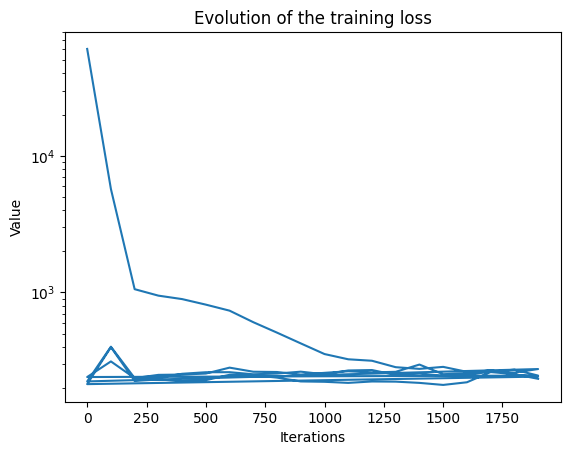 Evolution of the training loss
10^4
10^3
Value
0 250 500 750 1000 1250 1500 1750
Iterations